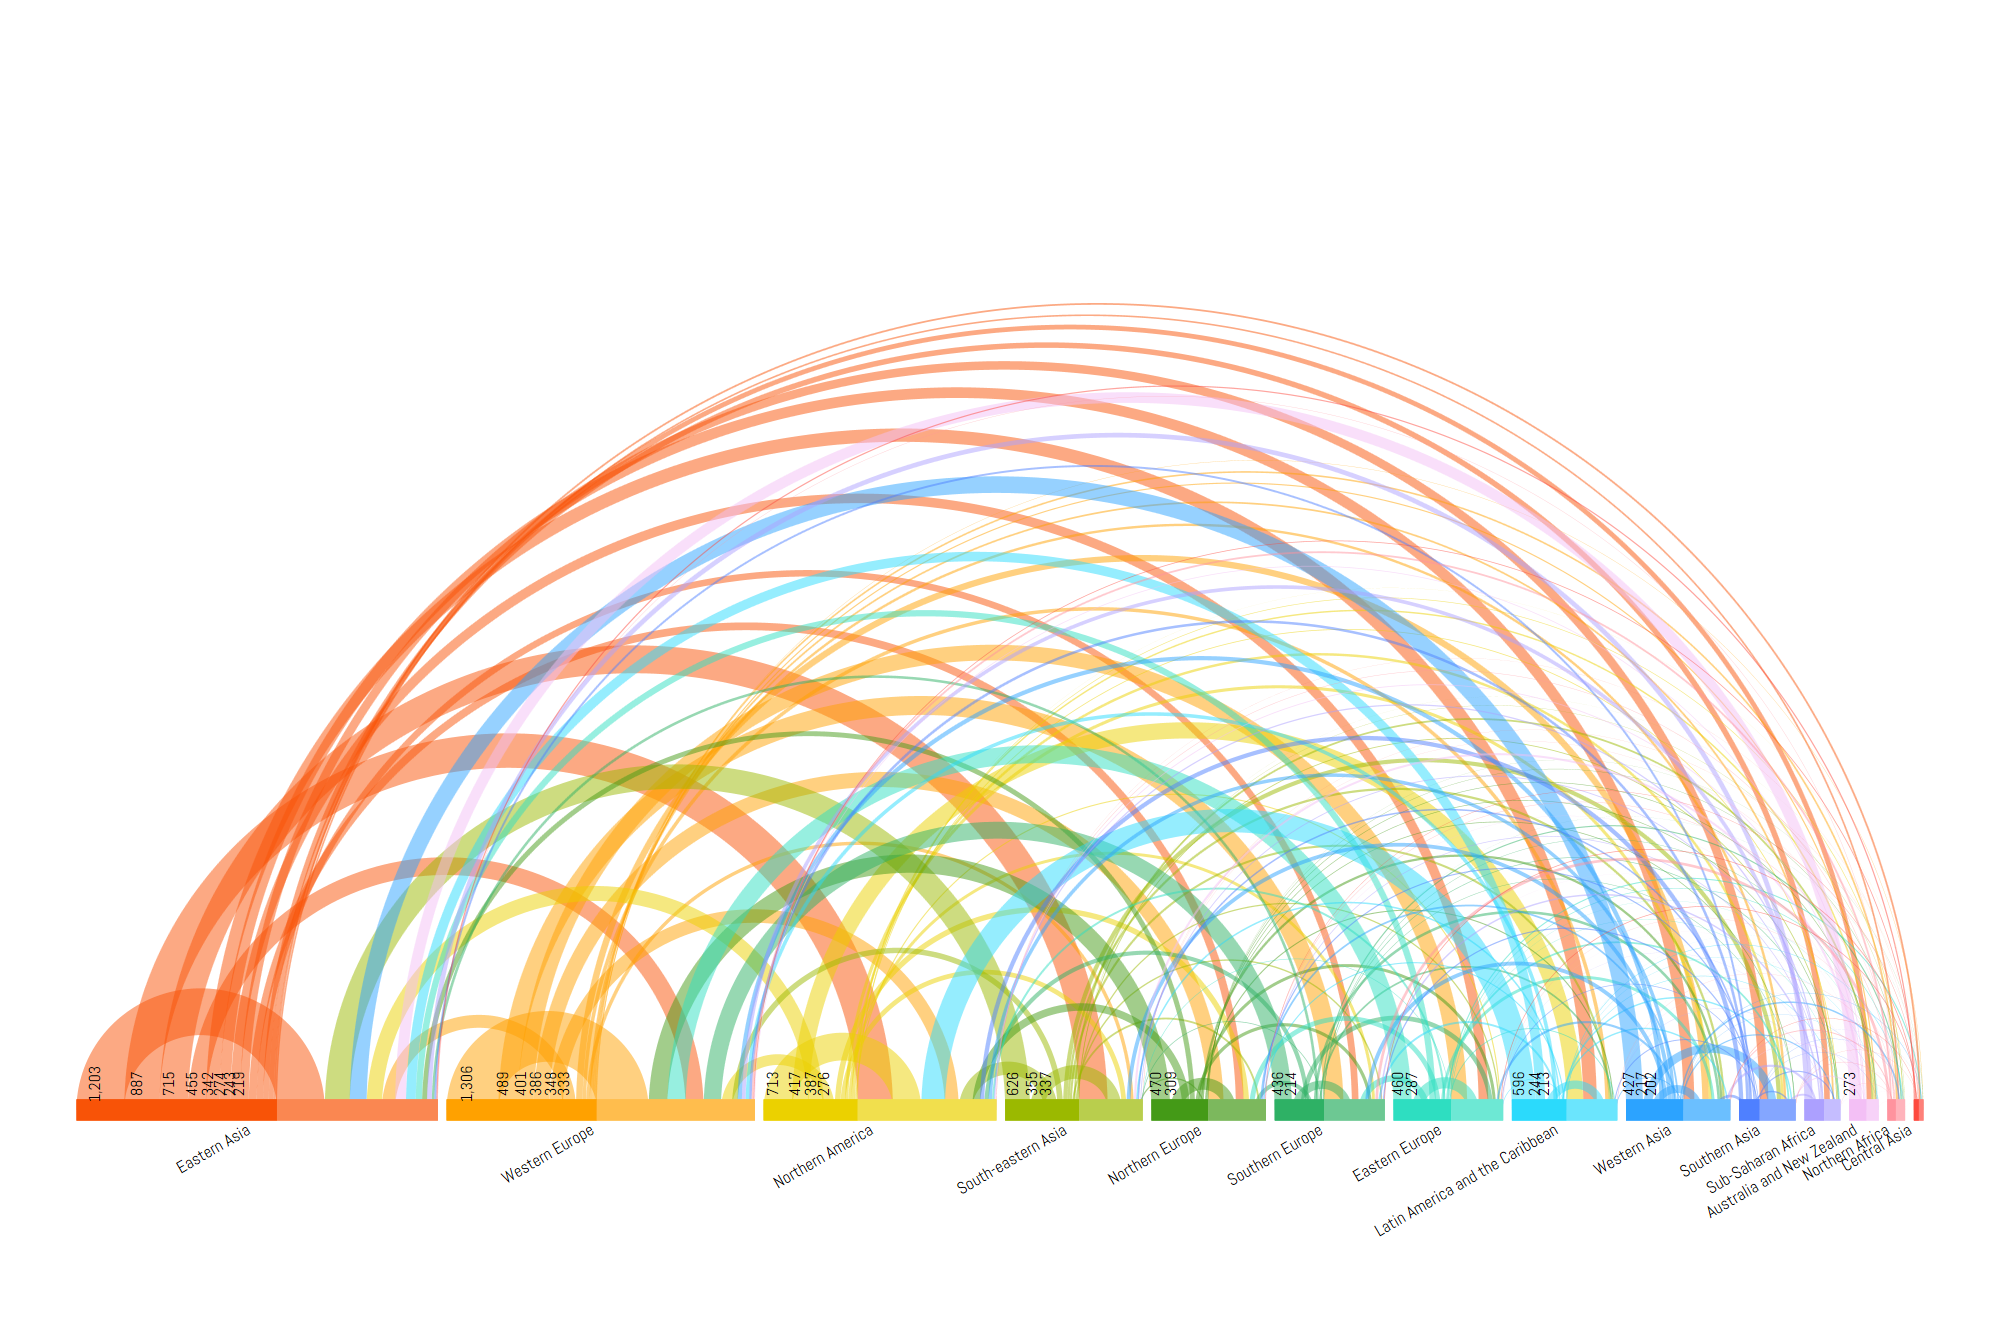 1,203
887
715
455
342
274
243
219
1,306
489
401
386
348
333
713
417
387
276
626
355
337
470
309
436
214
460
287
596
244
213
427
217
202
273
Eastern Asia
Western Europe
Northern America
South-eastern Asia
Northern Europe
Southern Europe
Eastern Europe
Latin America and the Caribbean
Western Asia
Southern Asia
Sub-Saharan Africa
Australia and New Zealand
Northern Africa
Central Asia